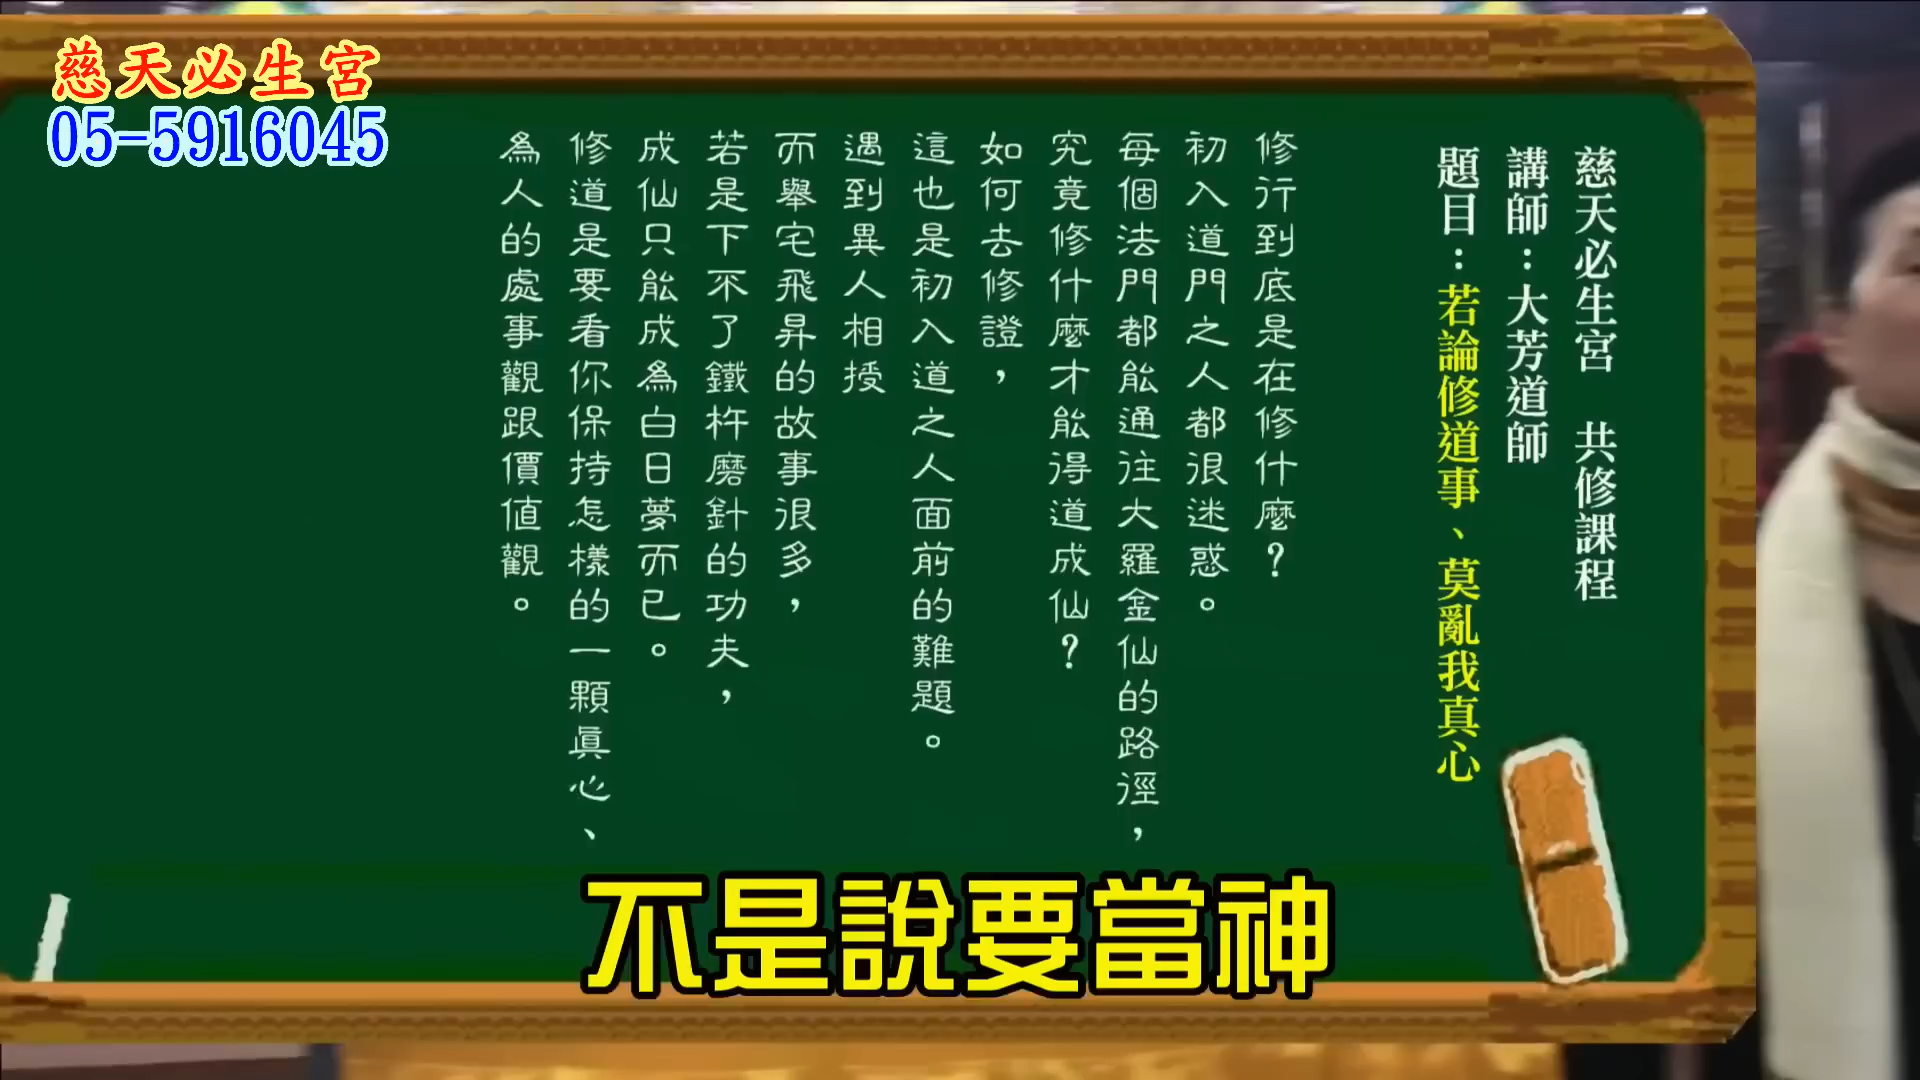 慈天必生宮
05-5916045
慈天必生宮　共修課程
講師：大芳道師
題目：若論修道事、莫亂我真心
修行到底是在修什麼？
初入道門之人都很迷惑。
每個法門都能通往大羅金仙的路徑，
究竟修什麼才能得道成仙？
如何去修證，
這也是初入道之人面前的難題。
遇到異人相授
而舉宅飛昇的故事很多，
若是下不了鐵杵磨針的功夫，
成仙只能成為白日夢而已。
修道是要看你保持怎樣的一顆真心、
為人的處事觀跟價值觀。
不是說要當神